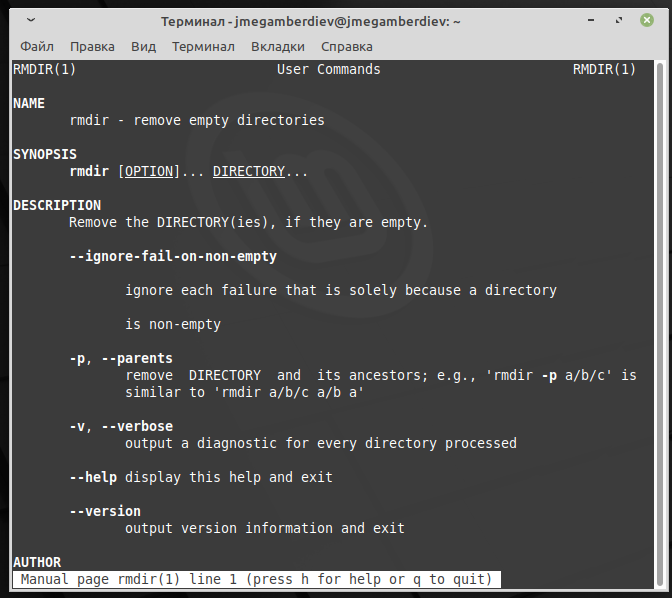 Терминал - jmegamberdiev@jmegamberdiev: ~
Файл Правка Вид Терминал Вкладки Справка
RMDIR(1) User Commands RMDIR(1)
NAME
rmdir - remove empty directories
SYNOPSIS
rmdir [OPTION]... DIRECTORY...
DESCRIPTION
Remove the DIRECTORY(ies), if they are empty.
--ignore-fail-on-non-empty
ignore each failure that is solely because a directory
is non-empty
-p, --parents
remove DIRECTORY and its ancestors; e.g., 'rmdir -p a/b/c' is
similar to 'rmdir a/b/c a/b a'
-v, --verbose
output a diagnostic for every directory processed
--help display this help and exit
--version
output version information and exit
AUTHOR
Manual page rmdir(1) line 1 (press h for help or q to quit)